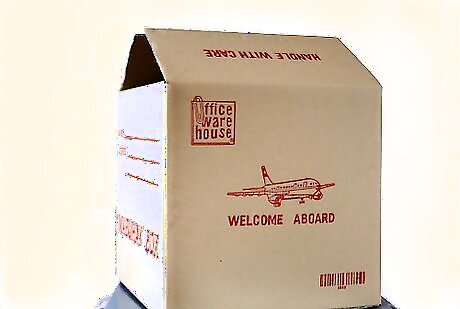 HANDLE WITH CARE
Office
Ware
house
WELCOME ABOARD